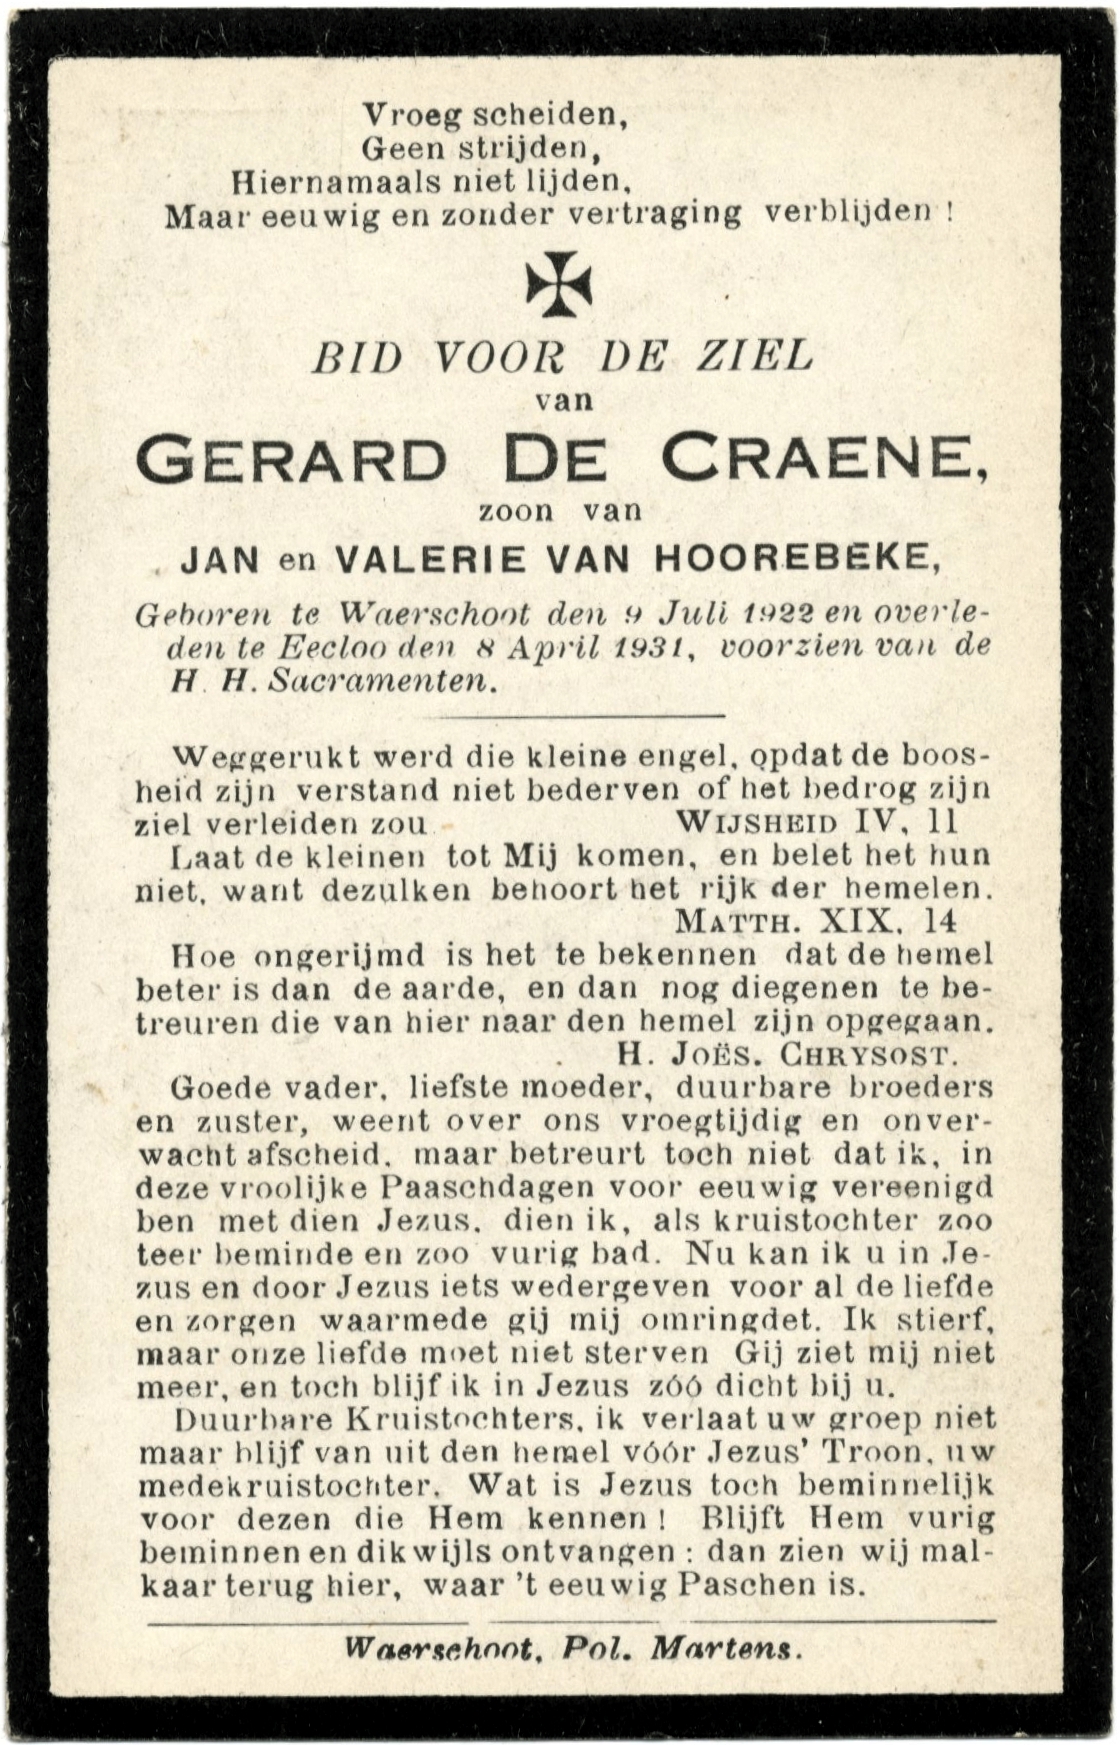 Vroeg scheiden,
Geen strijden,
Hiernamaals niet lijden,
Maar eeuwig en zonder vertraging verblijden !
BID VOOR DE ZIEL
van
GERARD DE CRAENE,
zoon van
JAN en VALERIE VAN HOOREBEKE,
Geboren te Waerschoot den 9 Juli 1922 en overle-
den te Eecloo den 8 April 1931, voorzien van de
H. H. Sacramenten.
Weggerukt werd die kleine engel, opdat de boos-
heid zijn verstand niet bederven of het bedrog zijn
ziel verleiden zou WIJSHEID IV, 11
Laat de kleinen tot Mij komen, en belet het hun
niet, want dezulken behoort het rijk der hemelen.
MATTH. XIX, 14
Hoe ongerijmd is het te bekennen dat de hemel
beter is dan de aarde, en dan nog diegenen te be-
treuren die van hier naar den hemel zijn opgegaan.
H. JOËS. CHRYSOST.
Goede vader, liefste moeder, duurbare broeders
en zuster, weent over ons vroegtijdig en onver-
wacht afscheid, maar betreurt toch niet dat ik, in
deze vroolijke Paaschdagen voor eeuwig vereenigd
ben met dien Jezus, dien ik, als kruistochter zoo
teer beminde en zoo vurig bad. Nu kan ik u in Je-
zus en door Jezus iets wedergeven voor al de liefde
en zorgen waarmede gij mij omringdet. Ik stierf,
maar onze liefde moet niet sterven Gij ziet mij niet
meer, en toch blijf ik in Jezus zóó dicht bij u.
Duurbare Kruistochters, ik verlaat uw groep niet
maar blijf van uit den hemel vóór Jezus' Troon, uw
medekruistochter. Wat is Jezus toch beminnelijk
voor dezen die Hem kennen ! Blijft Hem vurig
beminnen en dikwijls ontvangen : dan zien wij mal-
kaar terug hier, waar 't eeuwig Paschen is.
Waerschoot, Pol. Martens.